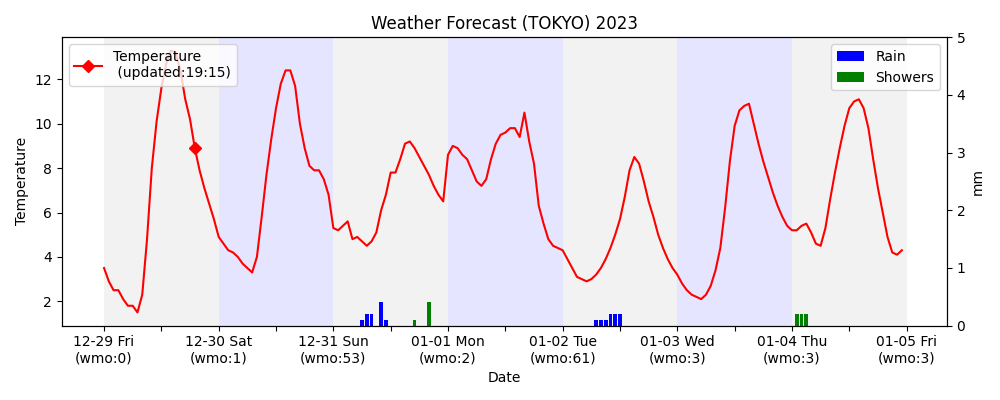 Weather Forecast (TOKYO) 2023
Temperature
(updated:19:15)
Rain
Showers
12
10
8
6
4
2
Temperature
5
4
3
2
1
0
mm
12-29 Fri
(wmo:0)
12-30 Sat
(wmo:1)
12-31 Sun
(wmo:53)
01-01 Mon
(wmo:2)
01-02 Tue
(wmo:61)
01-03 Wed
(wmo:3)
01-04 Thu
(wmo:3)
01-05 Fri
(wmo:3)
Date